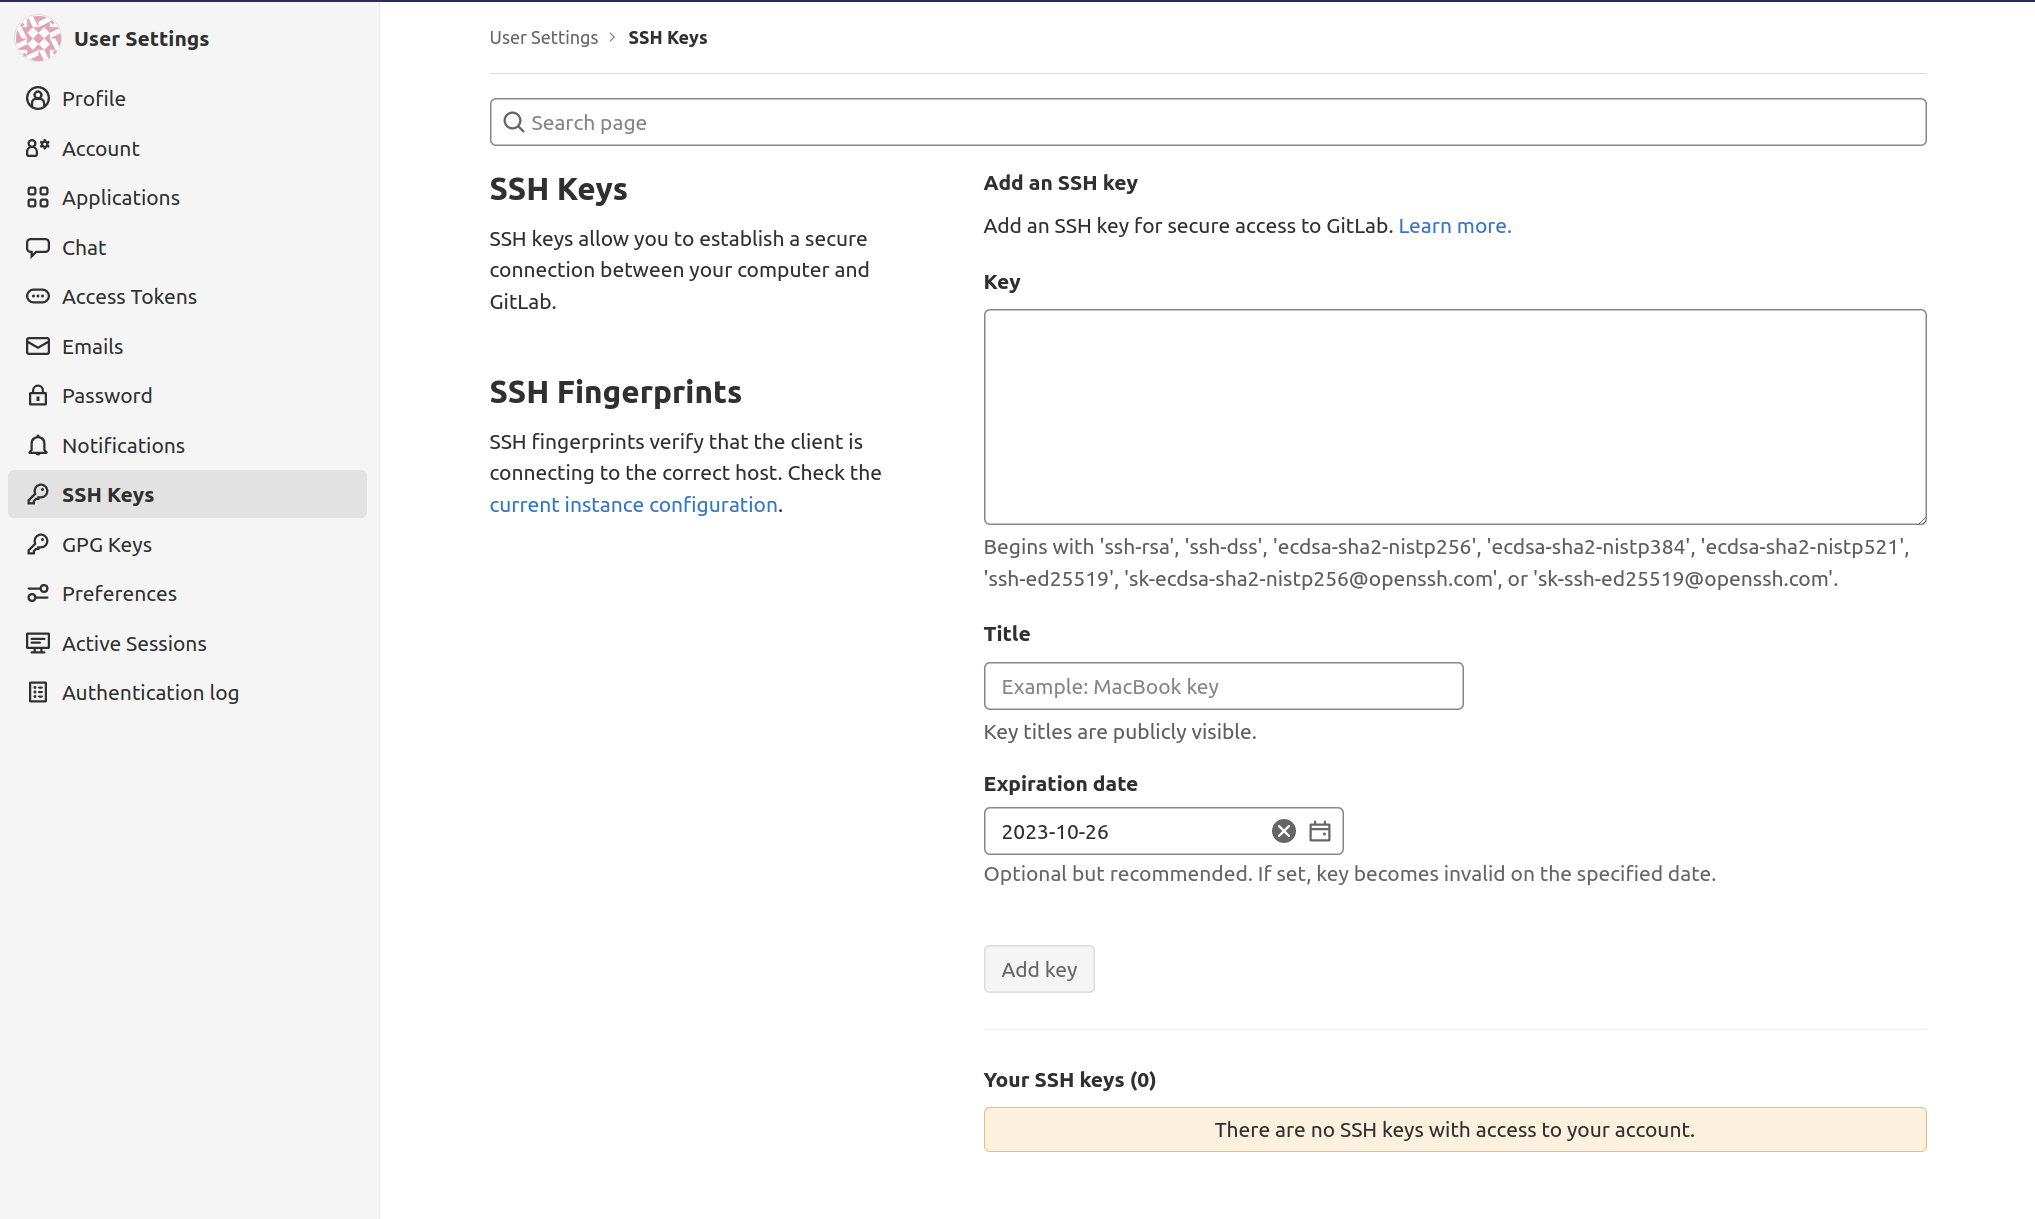 User Settings
Profile
Account
Applications
Chat
Access Tokens
Emails
Password
Notifications
SSH Keys
GPG Keys
Preferences
Active Sessions
Authentication log
User Settings › SSH Keys
Search page
SSH Keys
SSH keys allow you to establish a secure
connection between your computer and
GitLab.
SSH Fingerprints
SSH fingerprints verify that the client is
connecting to the correct host. Check the
current instance configuration.
Add an SSH key
Add an SSH key for secure access to GitLab. Learn more.
Key
Begins with 'ssh-rsa', 'ssh-dss', 'ecdsa-sha2-nistp256', 'ecdsa-sha2-nistp384', 'ecdsa-sha2-nistp521',
'ssh-ed25519', 'sk-ecdsa-sha2-nistp256@openssh.com', or 'sk-ssh-ed25519@openssh.com'.
Title
Example: MacBook key
Key titles are publicly visible.
Expiration date
2023-10-26
Optional but recommended. If set, key becomes invalid on the specified date.
Add key
Your SSH keys (0)
There are no SSH keys with access to your account.